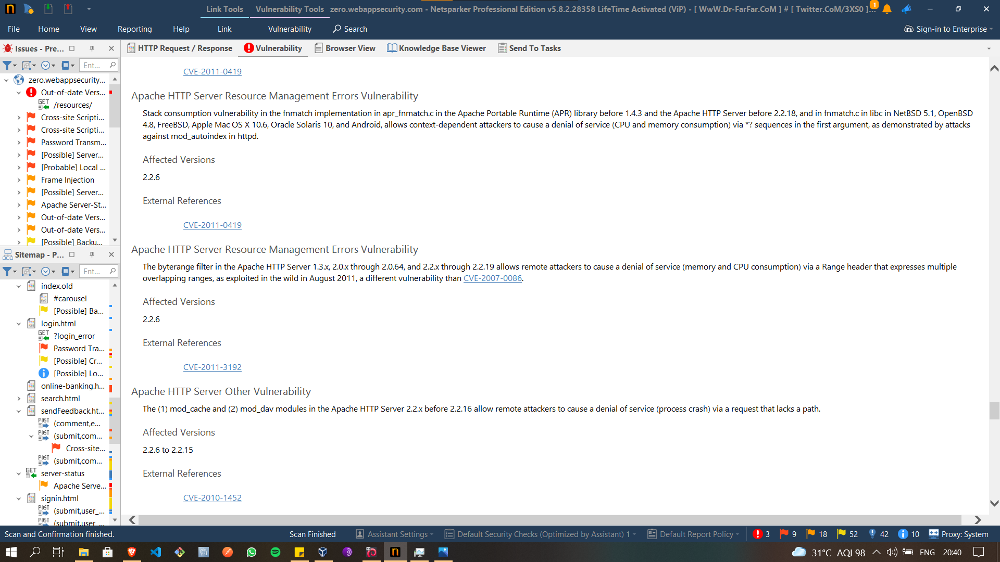 Link Tools
Vulnerability Tools
zero.webappsecurity.com - Netsparker Professional Edition v5.8.2.28358 LifeTime Activated (ViP) - [ WwW.Dr-FarFar.CoM ] # [ Twitter.CoM/3XS0 ]...
1
File
Home
View
Reporting
Help
Link
Vulnerability
Search
Sign-in to Enterprise
Issues - Pre...
HTTP Request / Response
Vulnerability
Browser View
Knowledge Base Viewer
Send To Tasks
Ent...
zero.webappsecurity...
Out-of-date Vers...
GET /resources/
Cross-site Scripti...
Cross-site Scripti...
Password Transm...
[Possible] Server...
[Probable] Local ...
Frame Injection
[Possible] Server...
Apache Server-St...
Out-of-date Vers...
Out-of-date Vers...
[Possible] Backu...
Sitemap - P...
Ent...
index.old
#carousel
[Possible] Ba...
login.html
GET ?login_error
Password Tra...
[Possible] Cr...
[Possible] Lo...
online-banking.h...
search.html
sendFeedback.ht...
POST (comment,e...
POST (submit,com...
Cross-site...
POST (submit,com...
GET server-status
Apache Serve...
signin.html
POST (submit,user_...
POST (submit,user_...
CVE-2011-0419
Apache HTTP Server Resource Management Errors Vulnerability
Stack consumption vulnerability in the fnmatch implementation in apr_fnmatch.c in the Apache Portable Runtime (APR) library before 1.4.3 and the Apache HTTP Server before 2.2.18, and in fnmatch.c in libc in NetBSD 5.1, OpenBSD
4.8, FreeBSD, Apple Mac OS X 10.6, Oracle Solaris 10, and Android, allows context-dependent attackers to cause a denial of service (CPU and memory consumption) via *? sequences in the first argument, as demonstrated by attacks
against mod_autoindex in httpd.
Affected Versions
2.2.6
External References
CVE-2011-0419
Apache HTTP Server Resource Management Errors Vulnerability
The byterange filter in the Apache HTTP Server 1.3.x, 2.0.x through 2.0.64, and 2.2.x through 2.2.19 allows remote attackers to cause a denial of service (memory and CPU consumption) via a Range header that expresses multiple
overlapping ranges, as exploited in the wild in August 2011, a different vulnerability than CVE-2007-0086.
Affected Versions
2.2.6
External References
CVE-2011-3192
Apache HTTP Server Other Vulnerability
The (1) mod_cache and (2) mod_dav modules in the Apache HTTP Server 2.2.x before 2.2.16 allow remote attackers to cause a denial of service (process crash) via a request that lacks a path.
Affected Versions
2.2.6 to 2.2.15
External References
CVE-2010-1452
Scan and Confirmation finished.
Scan Finished
Assistant Settings
Default Security Checks (Optimized by Assistant) 1
Default Report Policy
3
9
18
52
42
10
Proxy: System
31°C AQI 98
ENG
20:40